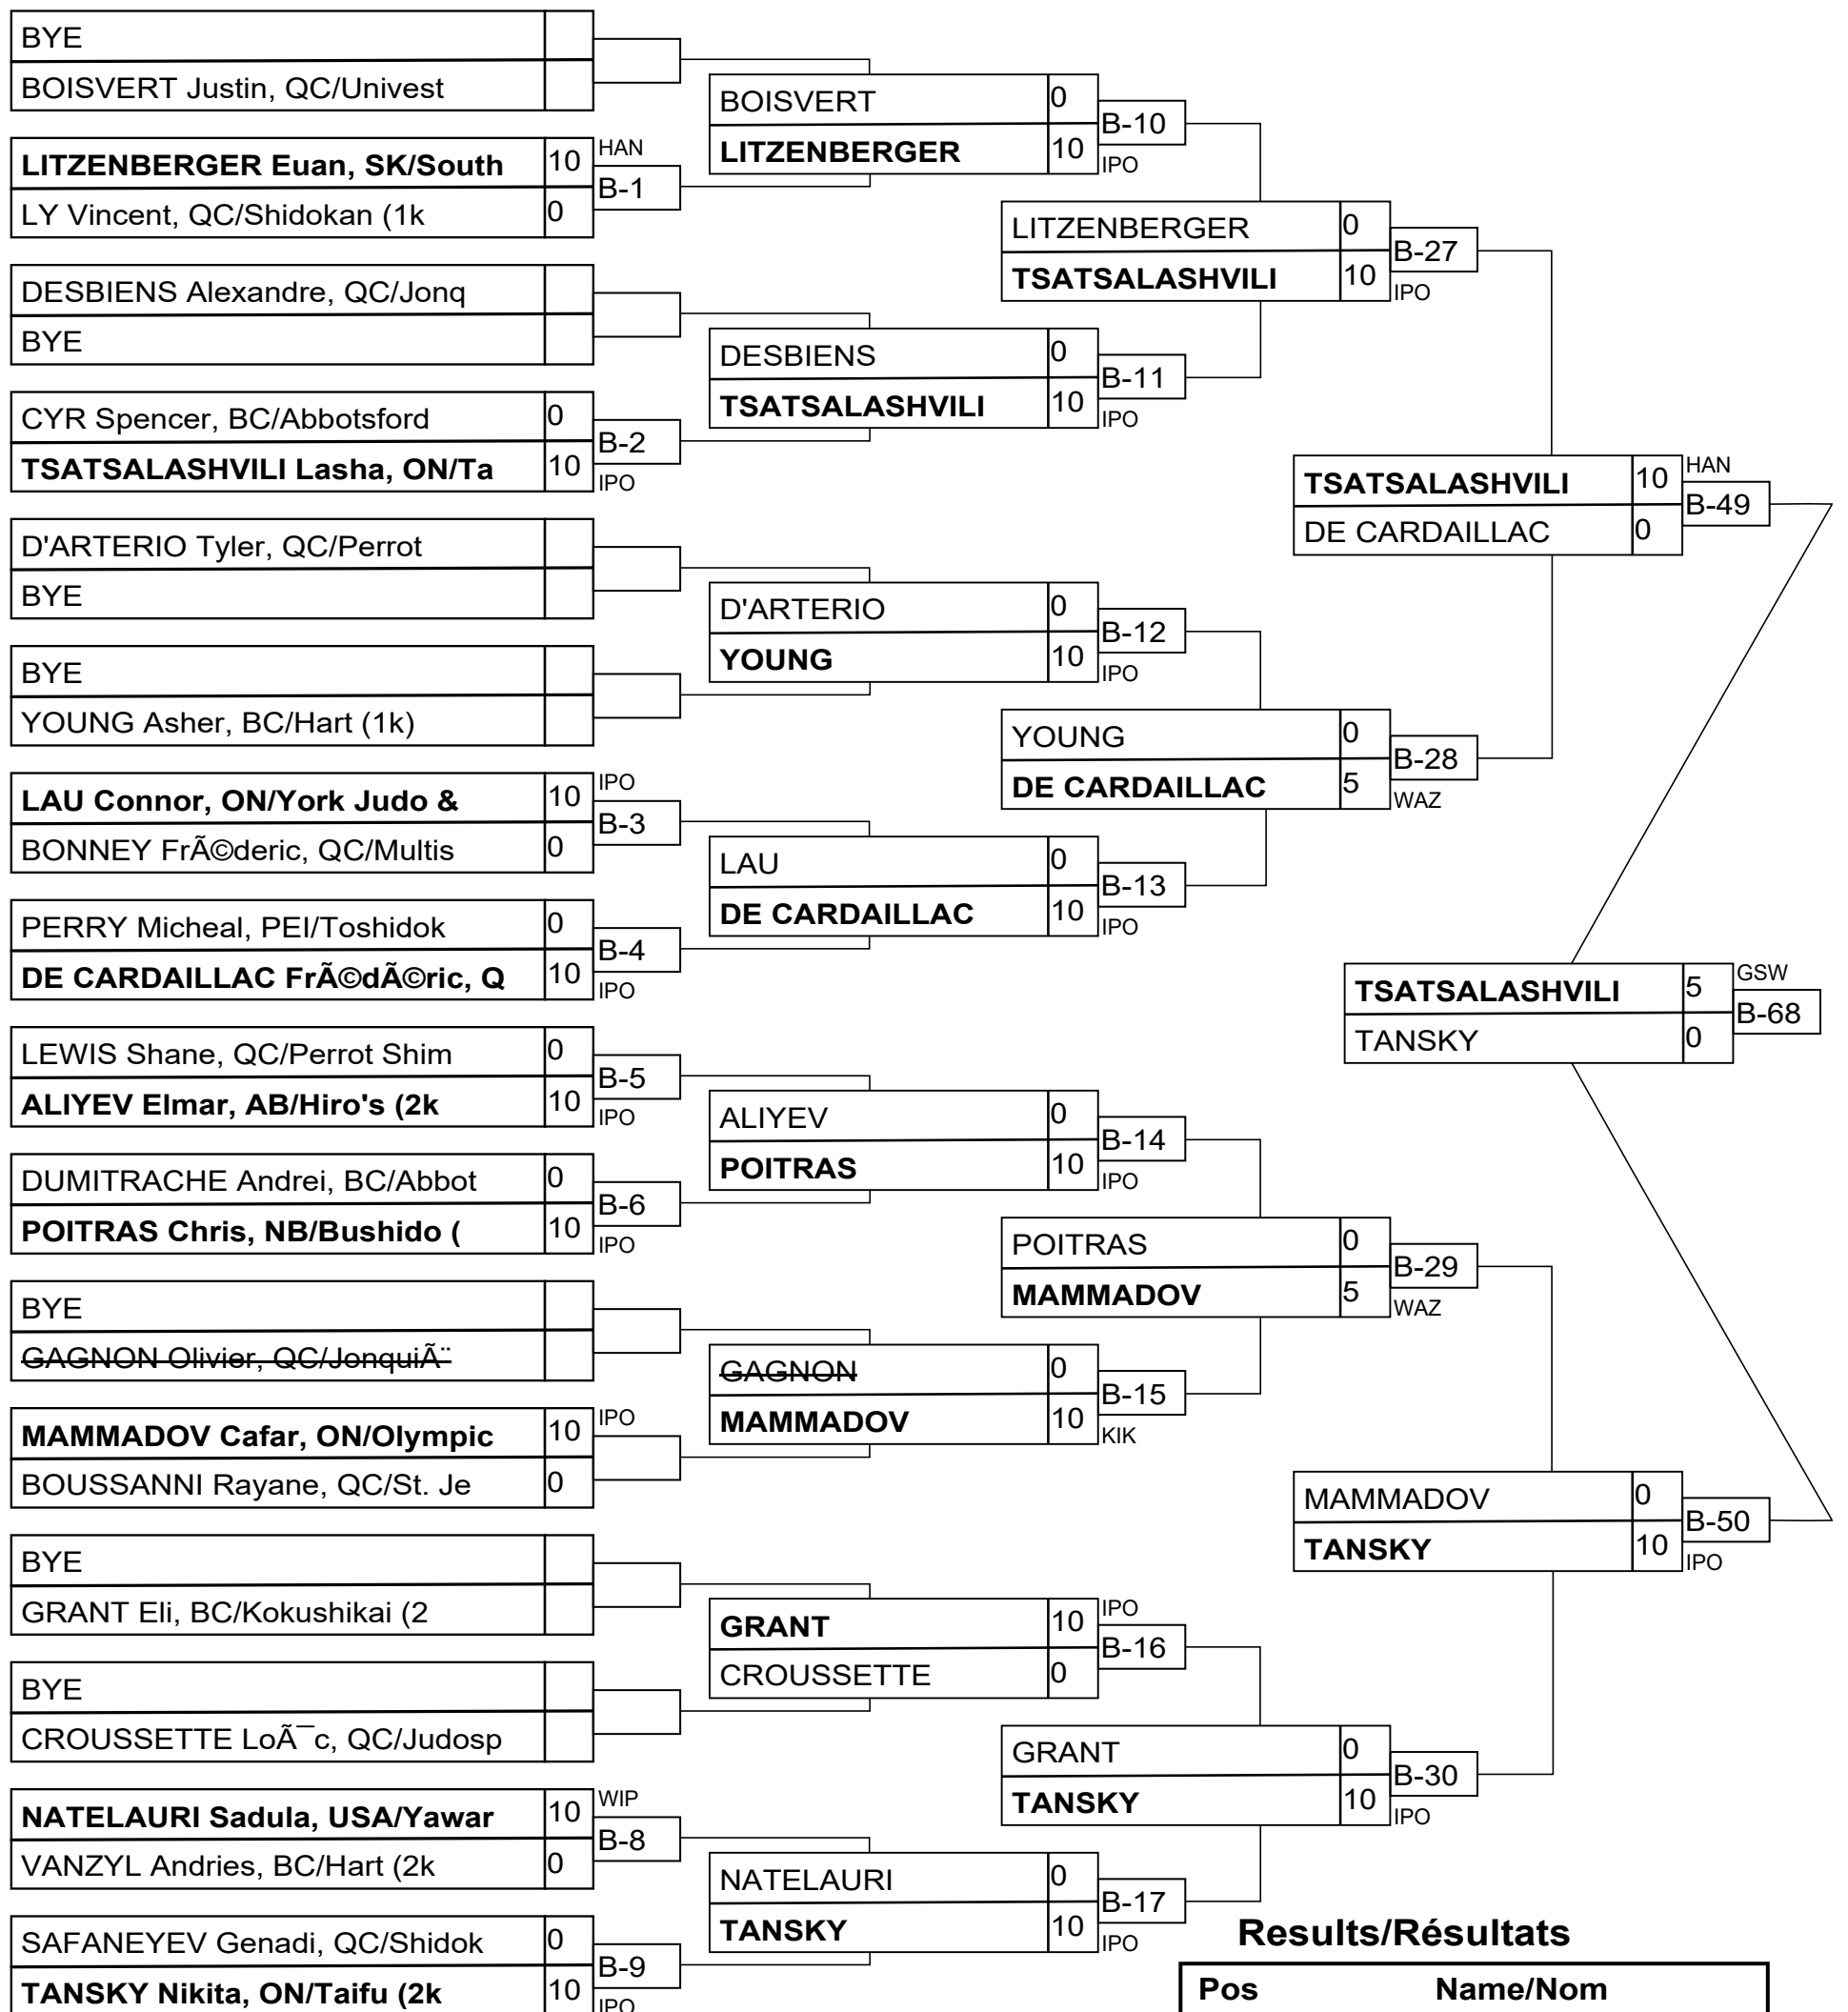 BYE
BOISVERT Justin, QC/Univest
LITZENBERGER Euan, SK/South 10 HAN
B-1
LY Vincent, QC/Shidokan (1k 0
DESBIENS Alexandre, QC/Jonq
BYE
CYR Spencer, BC/Abbotsford 0
B-2
TSATSALASHVILI Lasha, ON/Ta 10 IPO
D'ARTERIO Tyler, QC/Perrot
BYE
BYE
YOUNG Asher, BC/Hart (1k)
LAU Connor, ON/York Judo & 10 IPO
B-3
BONNEY FrÃ©deric, QC/Multis 0
PERRY Micheal, PEI/Toshidok 0
B-4
DE CARDAILLAC FrÃ©dÃ©ric, Q 10 IPO
LEWIS Shane, QC/Perrot Shim 0
B-5
ALIYEV Elmar, AB/Hiro's (2k 10 IPO
DUMITRACHE Andrei, BC/Abbot 0
B-6
POITRAS Chris, NB/Bushido ( 10 IPO
BYE
GAGNON Olivier, QC/JonquiÃ¨
MAMMADOV Cafar, ON/Olympic 10 IPO
BOUSSANNI Rayane, QC/St. Je 0
BYE
GRANT Eli, BC/Kokushikai (2
BYE
CROUSSETTE LoÃ¯c, QC/Judosp
NATELAURI Sadula, USA/Yawar 10 WIP
B-8
VANZYL Andries, BC/Hart (2k 0
SAFANEYEV Genadi, QC/Shidok 0
B-9
TANSKY Nikita, ON/Taifu (2k 10 IPO
BOISVERT 0
B-10
LITZENBERGER 10 IPO
DESBIENS 0
B-11
TSATSALASHVILI 10 IPO
D'ARTERIO 0
B-12
YOUNG 10 IPO
LAU 0
B-13
DE CARDAILLAC 10 IPO
ALIYEV 0
B-14
POITRAS 10 IPO
GAGNON 0
B-15
MAMMADOV 10 KIK
GRANT 10 IPO
B-16
CROUSSETTE 0
NATELAURI 0
B-17
TANSKY 10 IPO
LITZENBERGER 0
B-27
TSATSALASHVILI 10 IPO
YOUNG 0
B-28
DE CARDAILLAC 5 WAZ
POITRAS 0
B-29
MAMMADOV 5 WAZ
GRANT 0
B-30
TANSKY 10 IPO
TSATSALASHVILI 10 HAN
B-49
DE CARDAILLAC 0
MAMMADOV 0
B-50
TANSKY 10 IPO
TSATSALASHVILI 5 GSW
B-68
TANSKY 0
Results/Résultats
Pos Name/Nom